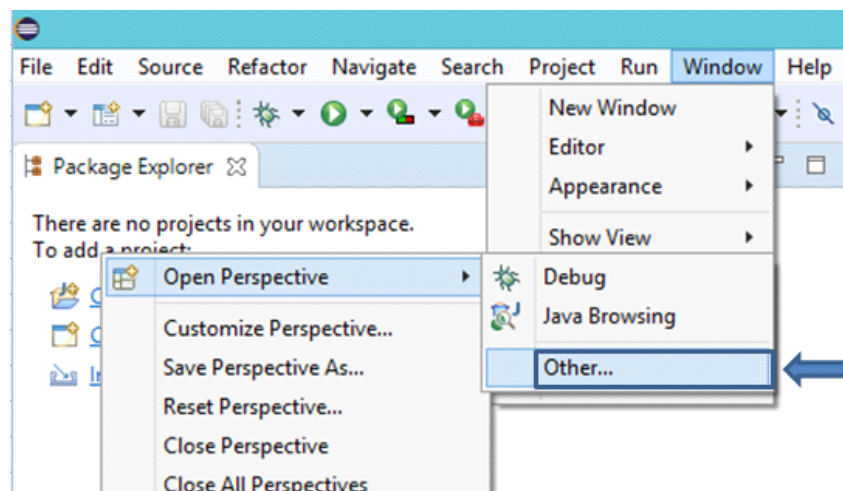 File Edit Source Refactor Navigate Search Project Run Window Help
New Window
Editor
Package Explorer
Appearance
There are no projects in your workspace.
Show View
To add a project:
Open Perspective
Debug
Java Browsing
Customize Perspective...
Save Perspective As...
Other...
Reset Perspective...
Close Perspective
Close All Perspectives